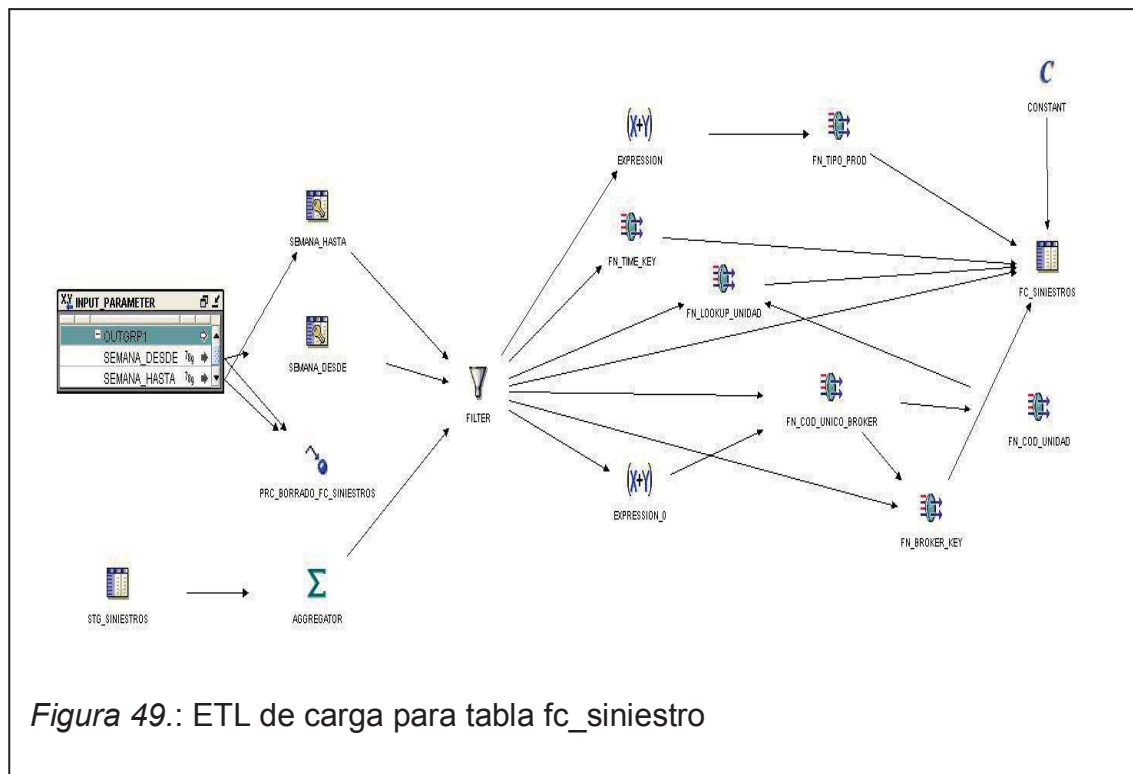 C
CONSTANT
(X+Y)
EXPRESSION
FN_TIPO_PROD
SEMANA_HASTA
FN_TIME_KEY
FC_SINIESTROS
FN_LOOKUP_UNIDAD
INPUT_PARAMETER
OUTGRP1
SEMANA_DESDE
SEMANA_HASTA
SEMANA_DESDE
FILTER
FN_COD_UNICO_BROKER
FN_COD_UNIDAD
PRC_BORRADO_FC_SINIESTROS
(X+Y)
EXPRESSION_0
FN_BROKER_KEY
Σ
STG_SINIESTROS
AGGREGATOR
Figura 49.: ETL de carga para tabla fc_siniestro